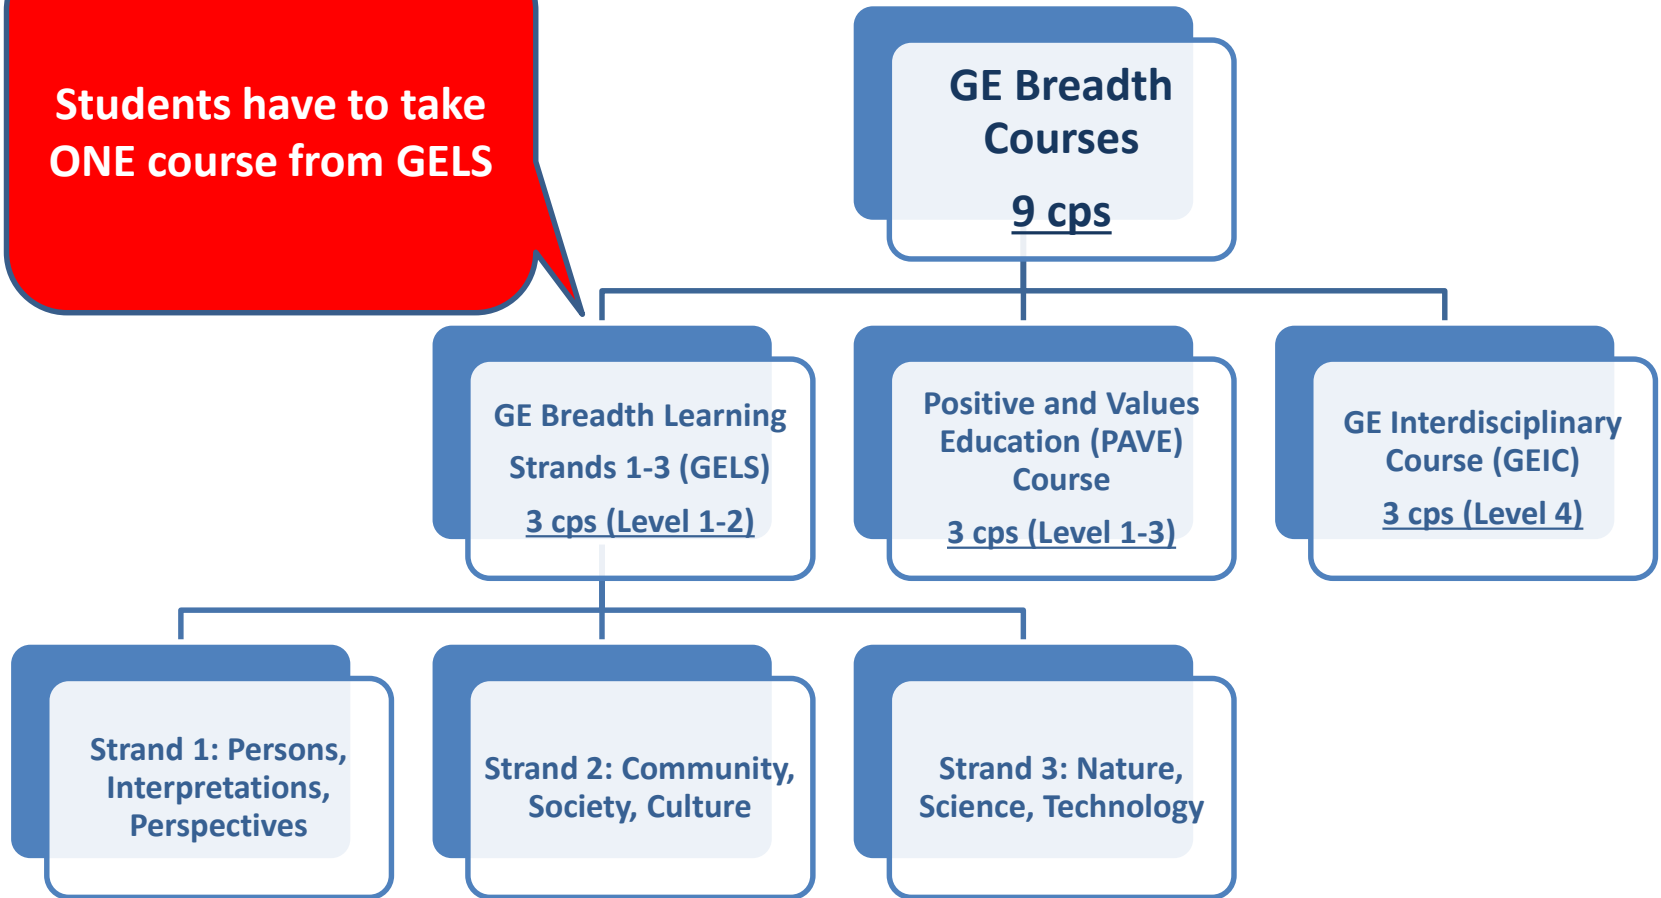 Students have to take
ONE course from GELS
GE Breadth
Courses
9 cps
GE Breadth Learning
Strands 1-3 (GELS)
3 cps (Level 1-2)
Positive and Values
Education (PAVE)
Course
3 cps (Level 1-3)
GE Interdisciplinary
Course (GEIC)
3 cps (Level 4)
Strand 1: Persons,
Interpretations,
Perspectives
Strand 2: Community,
Society, Culture
Strand 3: Nature,
Science, Technology